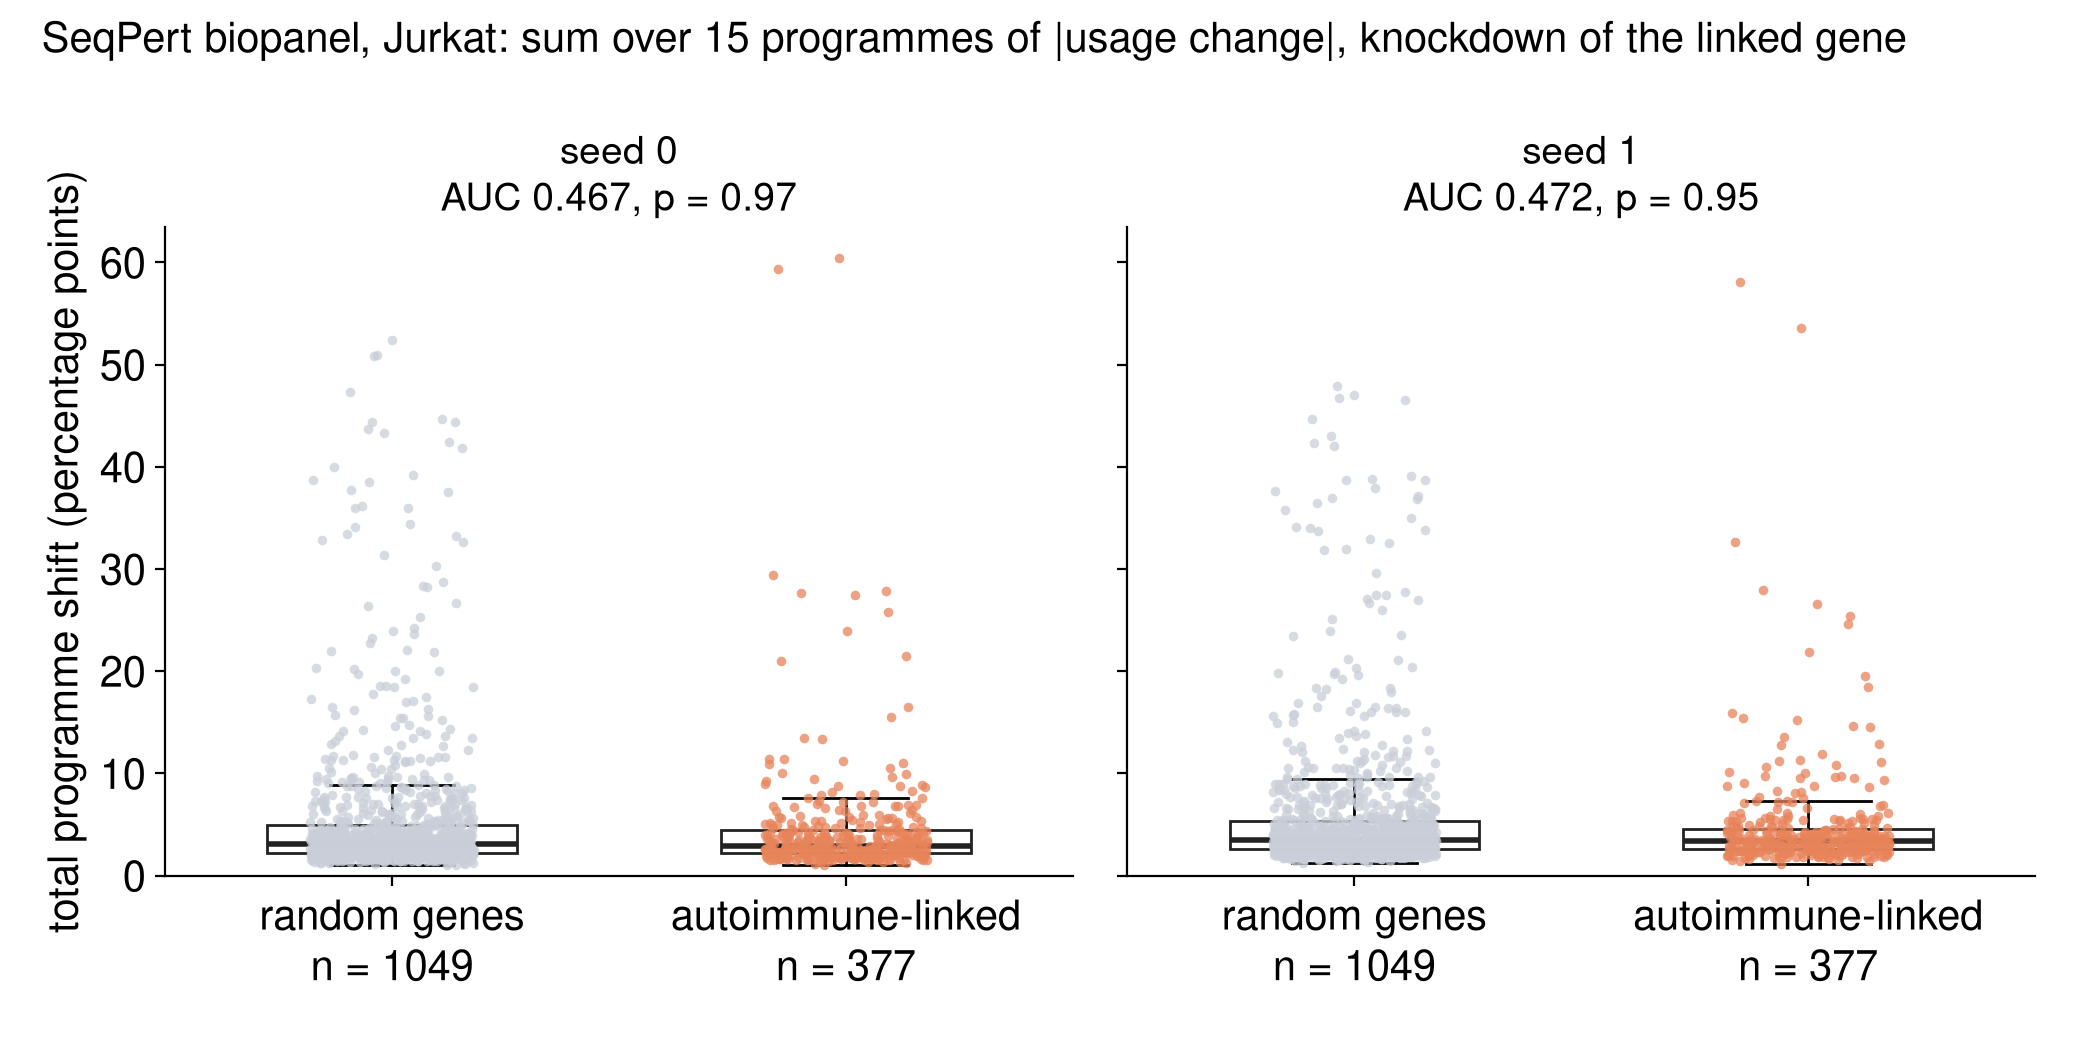 SeqPert biopanel, Jurkat: sum over 15 programmes of |usage change|, knockdown of the linked gene
seed 0
AUC 0.467, p = 0.97
seed 1
AUC 0.472, p = 0.95
total programme shift (percentage points)
60
50
40
30
20
10
0
random genes
n = 1049
autoimmune-linked
n = 377
random genes
n = 1049
autoimmune-linked
n = 377